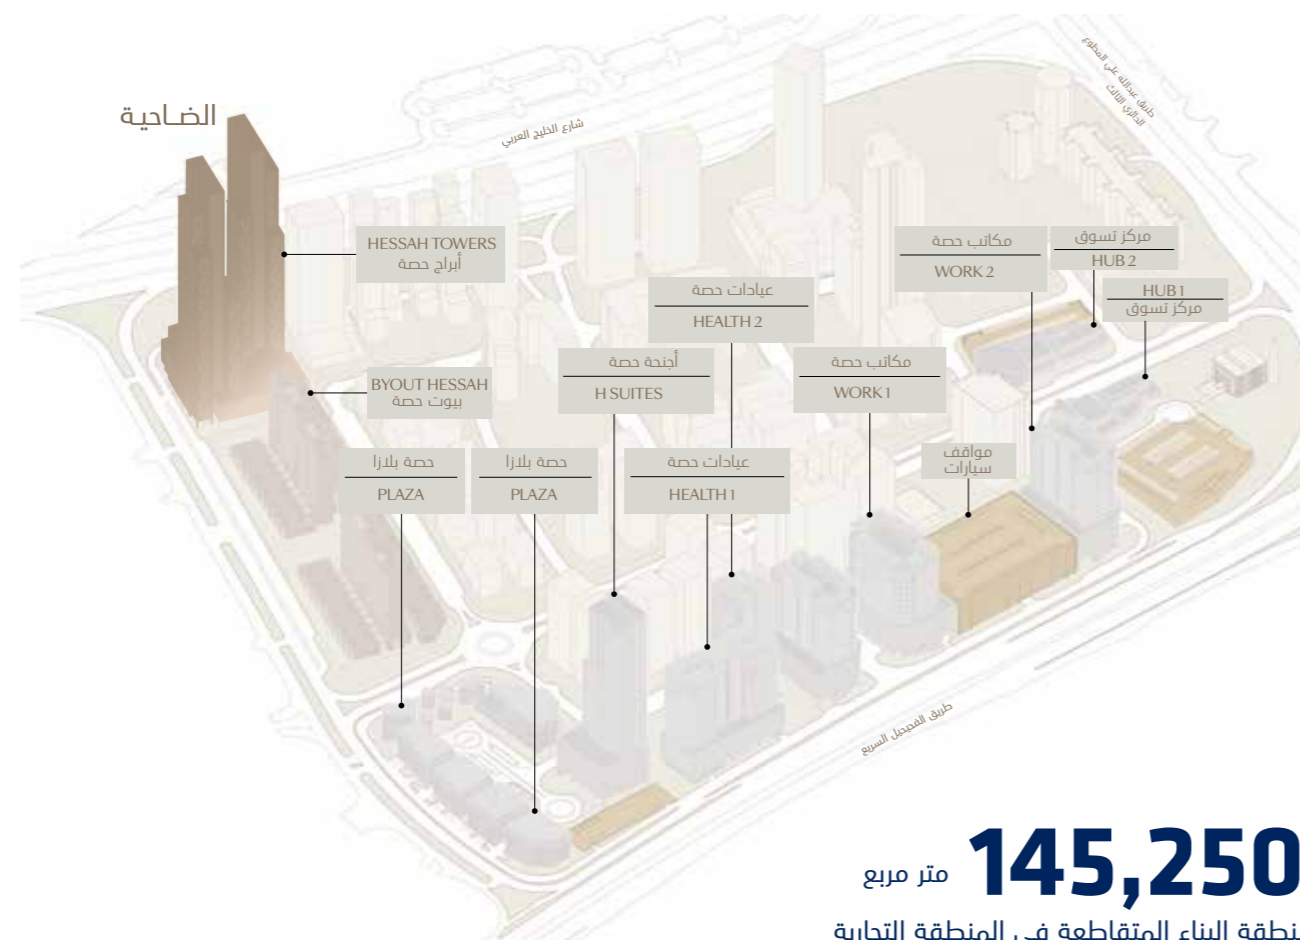 طريق عبدالله علي المطوع
الدائري الثالث
الضاحية
شارع الخليج العربي
HESSAH TOWERS
أبراج حصة
مكاتب حصة
WORK 2
مركز تسوق
HUB 2
HUB 1
مركز تسوق
عيادات حصة
HEALTH 2
أجنحة حصة
H SUITES
مكاتب حصة
WORK 1
BYOUT HESSAH
بيوت حصة
حصة بلازا
PLAZA
حصة بلازا
PLAZA
عيادات حصة
HEALTH 1
مواقف
سيارات
طريق الفحيحيل السريع
145,250 متر مربع
البناء المتقاطعة في المنطقة التجارية